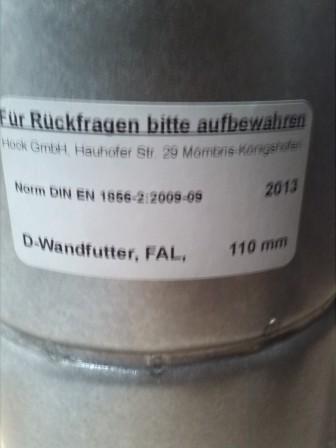 Für Rückfragen bitte aufbewahren
Hock GmbH, Hauhofer Str. 29 Mömbris-Königshofen
Norm DIN EN 1856-2:2009-09 2013
D-Wandfutter, FAL, 110 mm